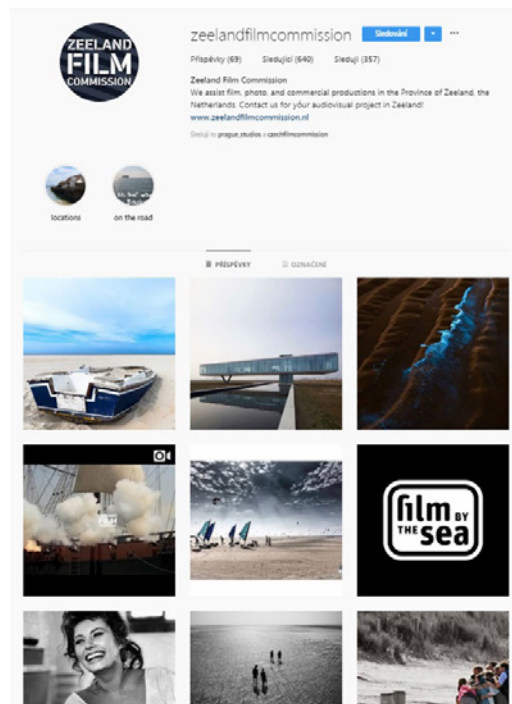 ZEELAND
FILM
COMMISSION
zeelandfilmcommission Sledování
Příspěvky (69) Sledující (640) Sleduji (357)
Zeeland Film Commission
We assist film, photo, and commercial productions in the Province of Zeeland, the
Netherlands. Contact us for your audiovisual project in Zeeland!
www.zeelandfilmcommission.nl
Sledují to prague_studios a czechfilmcommission
locations on the road
PŘÍSPĚVKY OZNAČENÉ
film BY
THE sea